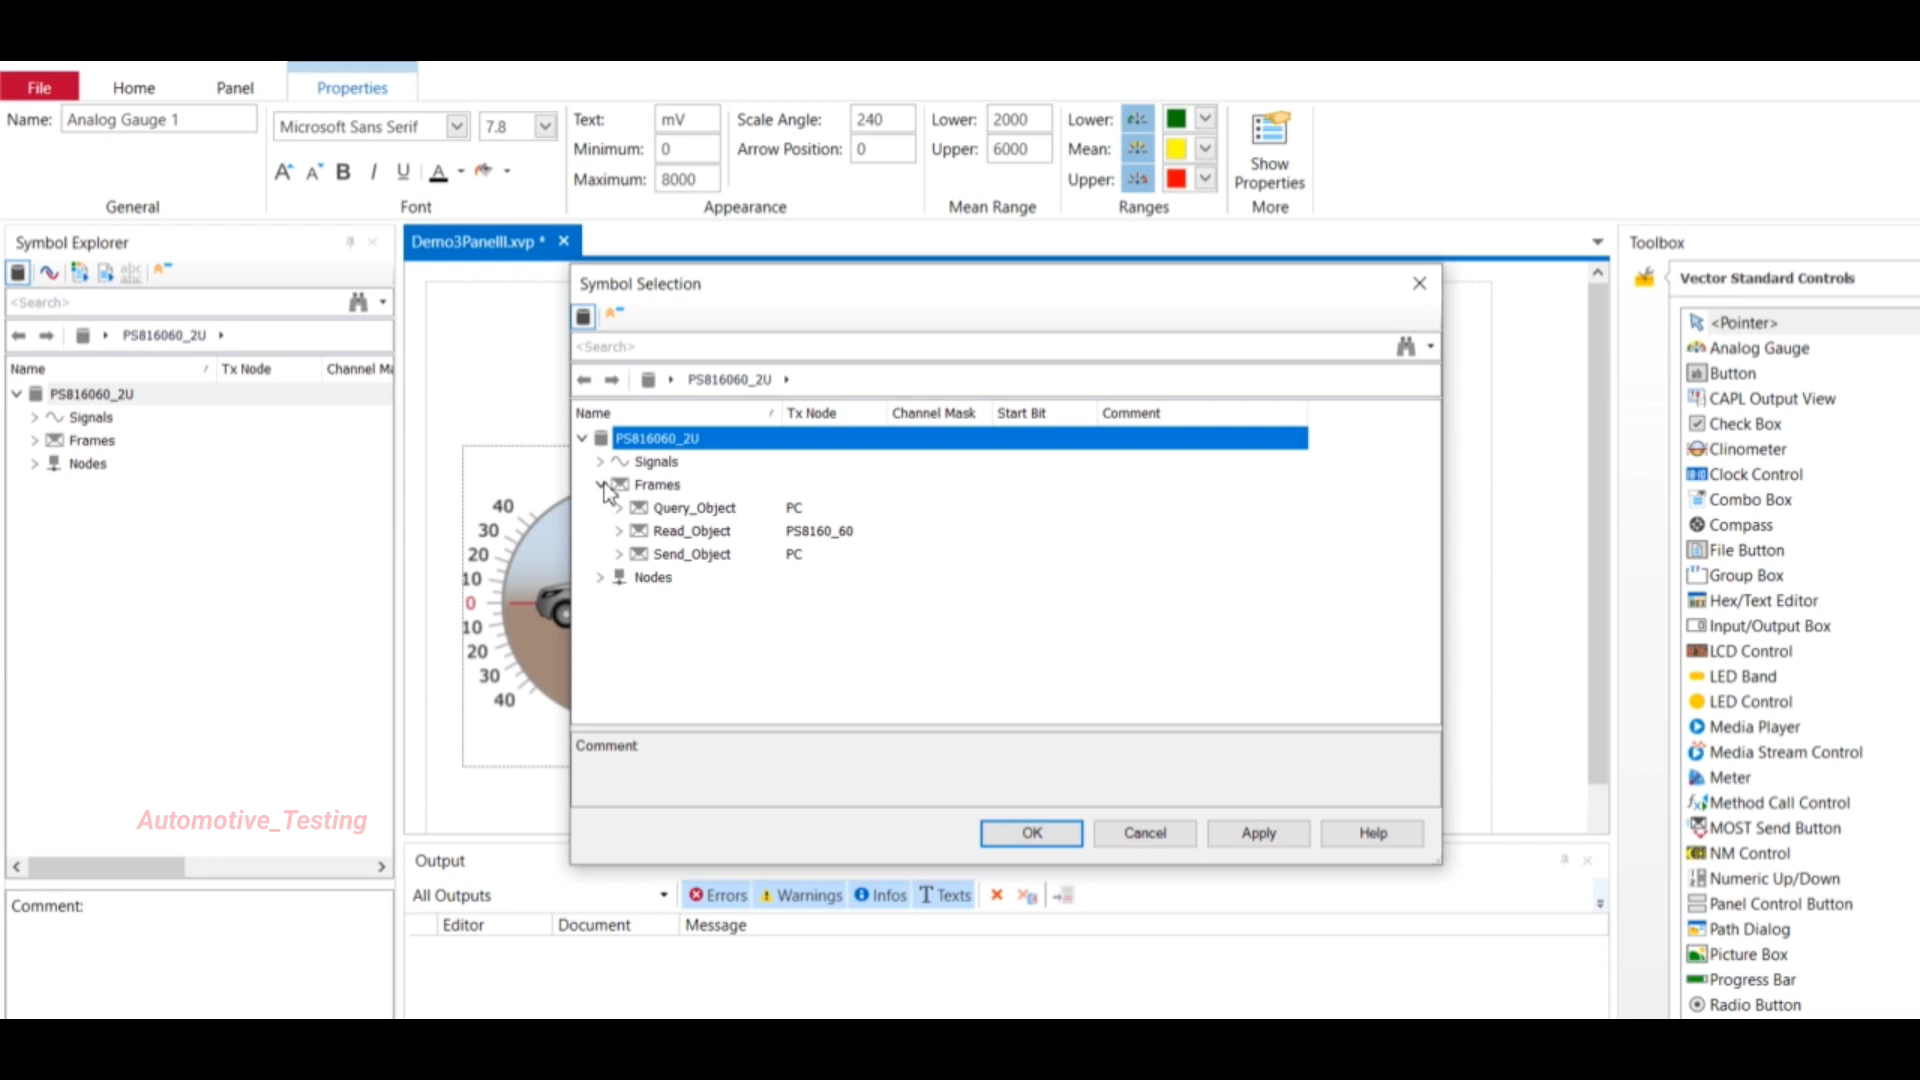 File Home Panel Properties
Name: Analog Gauge 1
Microsoft Sans Serif 7.8
A A B I U A
General
Font
Text: mV
Minimum: 0
Maximum: 8000
Scale Angle: 240
Arrow Position: 0
Appearance
Lower: 2000
Upper: 6000
Mean Range
Lower:
Mean:
Upper:
Ranges
Show
Properties
More
Symbol Explorer
abc
abc
<Search>
PS816060_2U
Name Tx Node Channel Ma
PS816060_2U
Signals
Frames
Nodes
Automotive_Testing
Comment:
Demo3PanelII.xvp *
40
30
20
10
0
10
20
30
40
Symbol Selection
<Search>
PS816060_2U
Name Tx Node Channel Mask Start Bit Comment
PS816060_2U
Signals
Frames
Query_Object PC
Read_Object PS8160_60
Send_Object PC
Nodes
Comment
OK Cancel Apply Help
Output
All Outputs Errors Warnings Infos Texts
Editor Document Message
Toolbox
Vector Standard Controls
<Pointer>
Analog Gauge
Button
CAPL Output View
Check Box
Clinometer
Clock Control
Combo Box
Compass
File Button
Group Box
Hex/Text Editor
Input/Output Box
LCD Control
LED Band
LED Control
Media Player
Media Stream Control
Meter
Method Call Control
MOST Send Button
NM Control
Numeric Up/Down
Panel Control Button
Path Dialog
Picture Box
Progress Bar
Radio Button